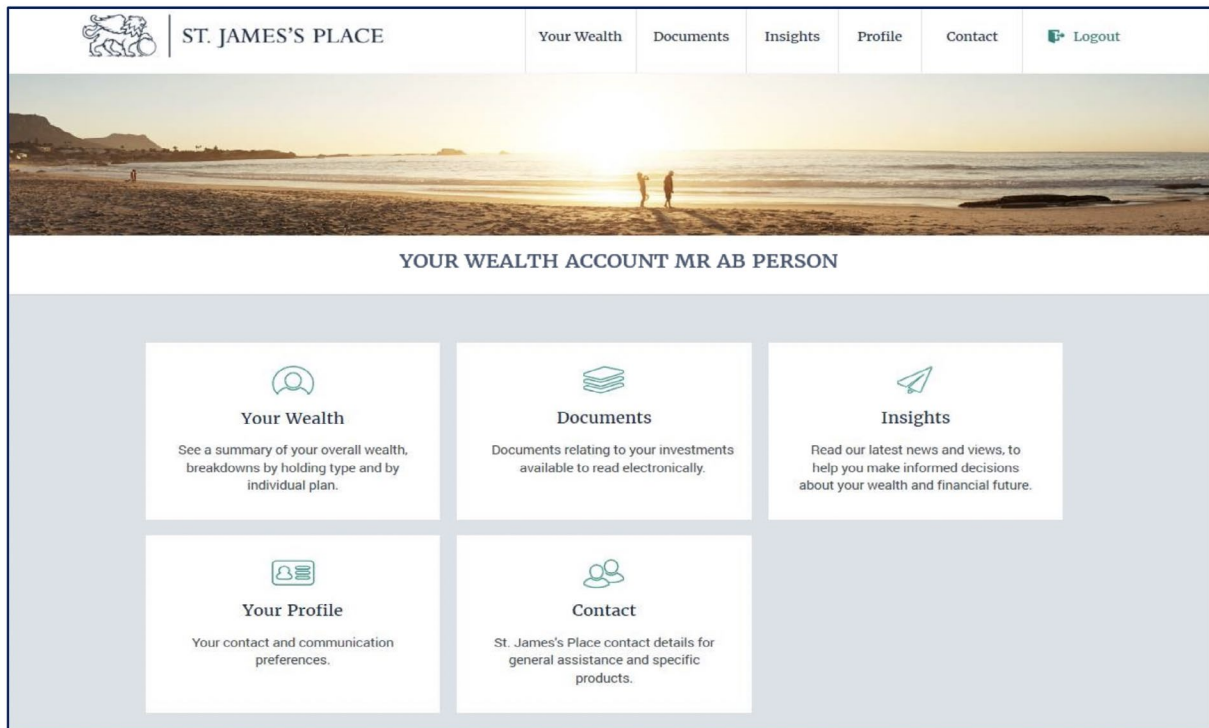 ST. JAMES'S PLACE
Your Wealth
Documents
Insights
Profile
Contact
Logout
YOUR WEALTH ACCOUNT MR AB PERSON
Your Wealth
See a summary of your overall wealth,
breakdowns by holding type and by
individual plan.
Documents
Documents relating to your investments
available to read electronically.
Insights
Read our latest news and views, to
help you make informed decisions
about your wealth and financial future.
Your Profile
Your contact and communication
preferences.
Contact
St. James's Place contact details for
general assistance and specific
products.